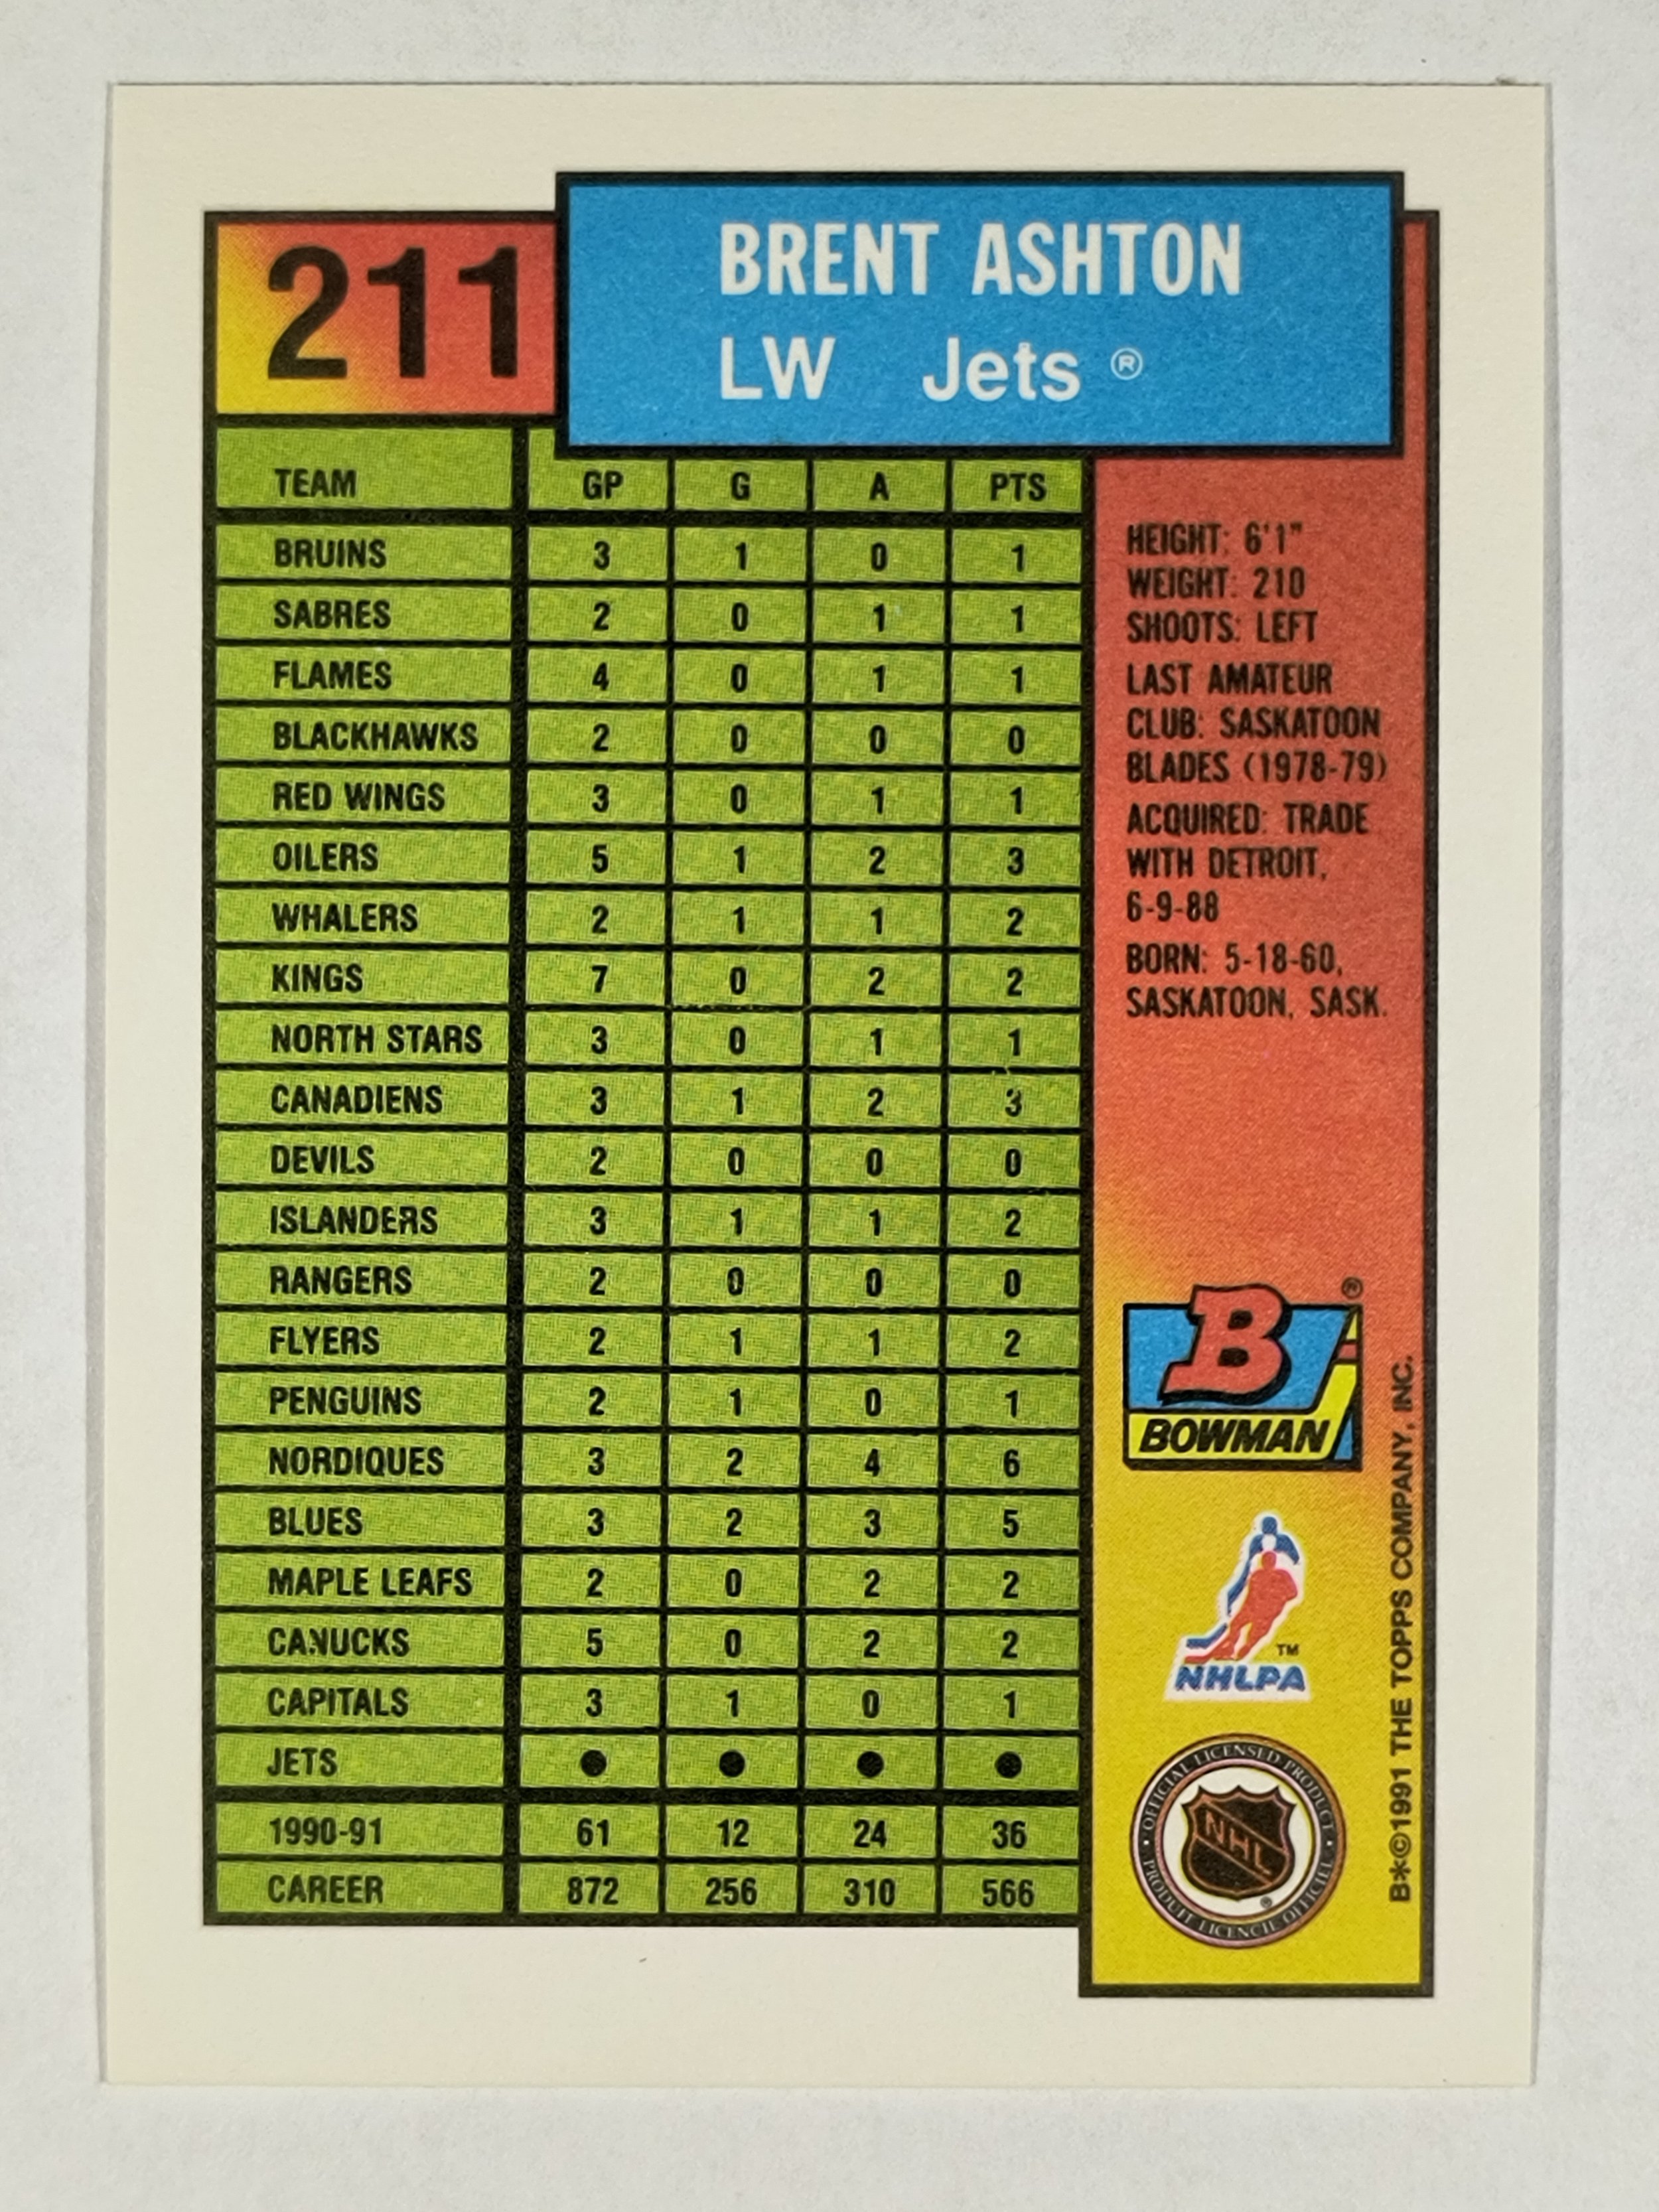 211
BRENT ASHTON
LW Jets ®
TEAM GP G A PTS
BRUINS 3 1 0 1
SABRES 2 0 1 1
FLAMES 4 0 1 1
BLACKHAWKS 2 0 0 0
RED WINGS 3 0 1 1
OILERS 5 1 2 3
WHALERS 2 1 1 2
KINGS 7 0 2 2
NORTH STARS 3 0 1 1
CANADIENS 3 1 2 3
DEVILS 2 0 0 0
ISLANDERS 3 1 1 2
RANGERS 2 0 0 0
FLYERS 2 1 1 2
PENGUINS 2 1 0 1
NORDIQUES 3 2 4 6
BLUES 3 2 3 5
MAPLE LEAFS 2 0 2 2
CANUCKS 5 0 2 2
CAPITALS 3 1 0 1
JETS ● ● ● ●
1990-91 61 12 24 36
CAREER 872 256 310 566
HEIGHT: 6'1"
WEIGHT: 210
SHOOTS: LEFT
LAST AMATEUR
CLUB: SASKATOON
BLADES (1978-79)
ACQUIRED: TRADE
WITH DETROIT,
6-9-88
BORN: 5-18-60,
SASKATOON, SASK.
B ®
BOWMAN
TM
NHLPA
• OFFICIAL LICENSED PRODUCT •
NHL ®
PRODUIT LICENCIE OFFICIEL
B*©1991 THE TOPPS COMPANY, INC.